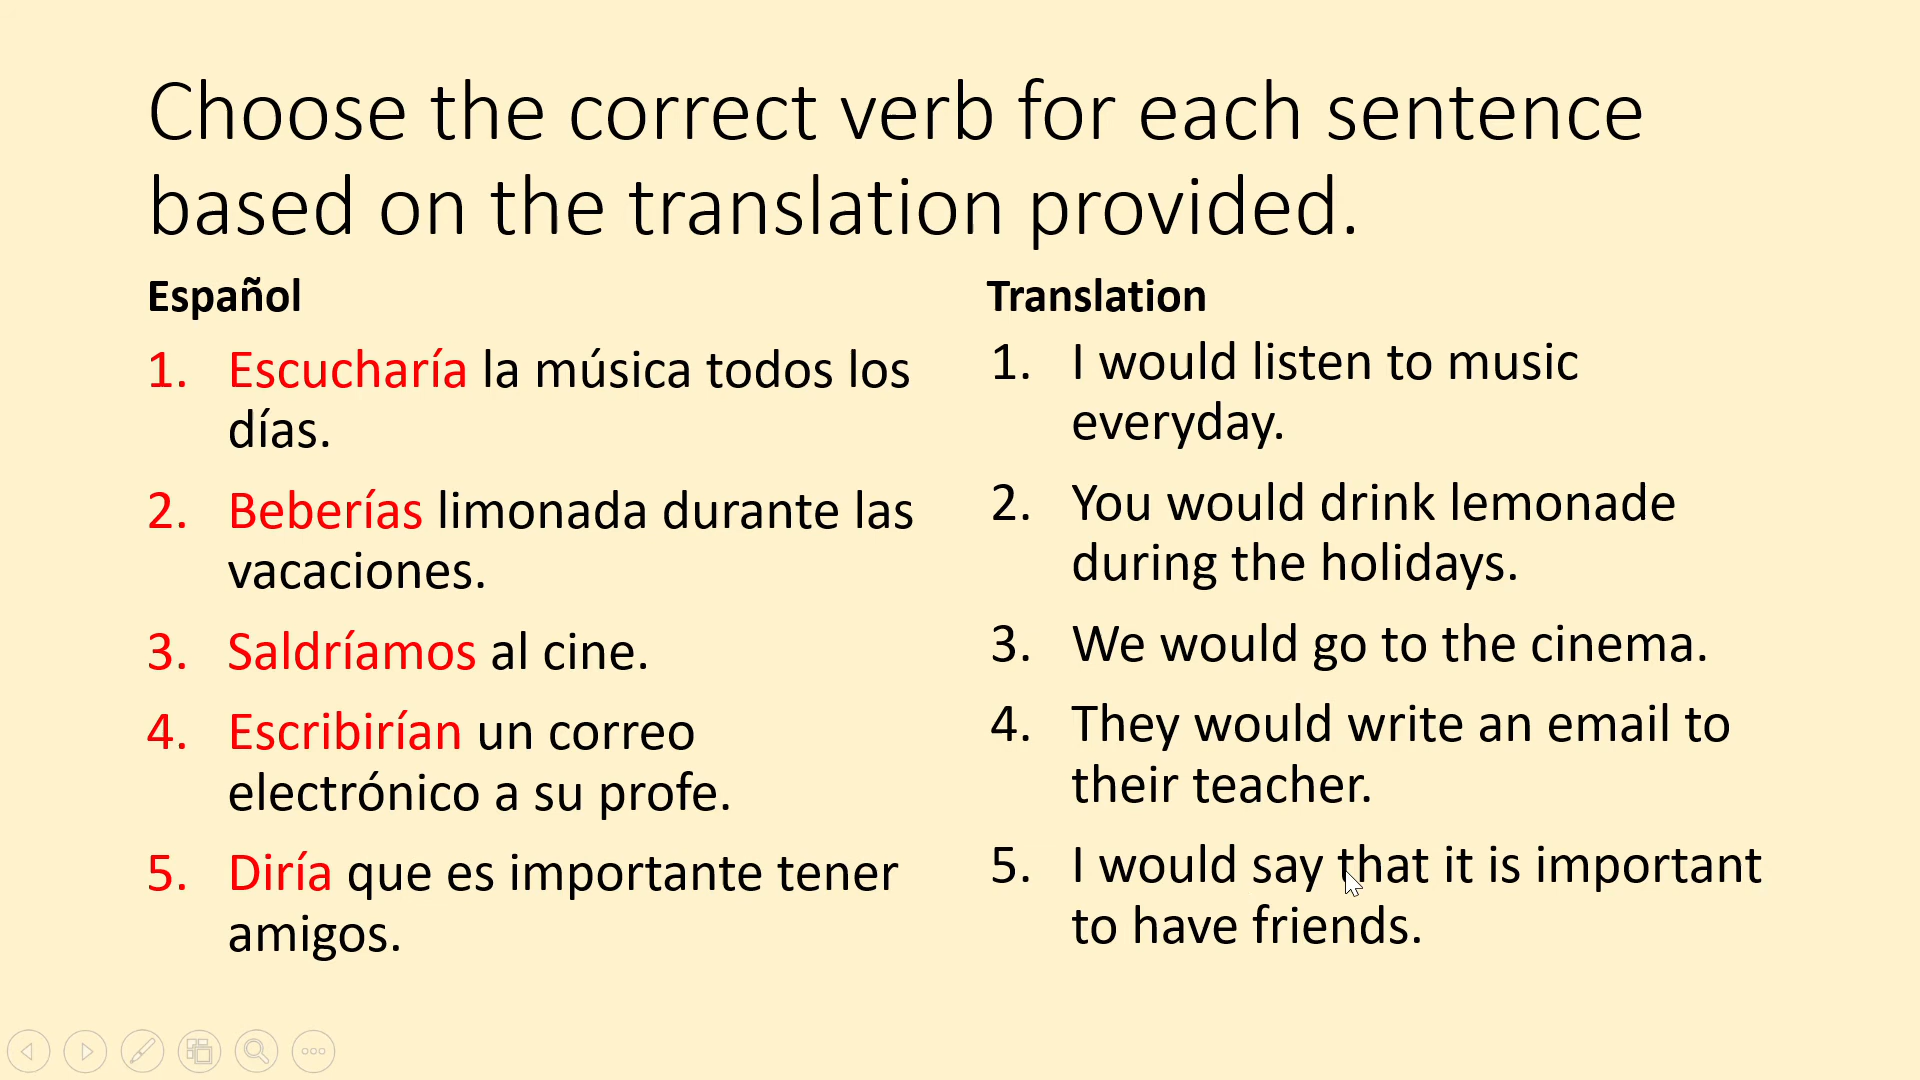 Choose the correct verb for each sentence
based on the translation provided.
Español
1. Escucharía la música todos los
días.
2. Beberías limonada durante las
vacaciones.
3. Saldríamos al cine.
4. Escribirían un correo
electrónico a su profe.
5. Diría que es importante tener
amigos.
Translation
1. I would listen to music
everyday.
2. You would drink lemonade
during the holidays.
3. We would go to the cinema.
4. They would write an email to
their teacher.
5. I would say that it is important
to have friends.